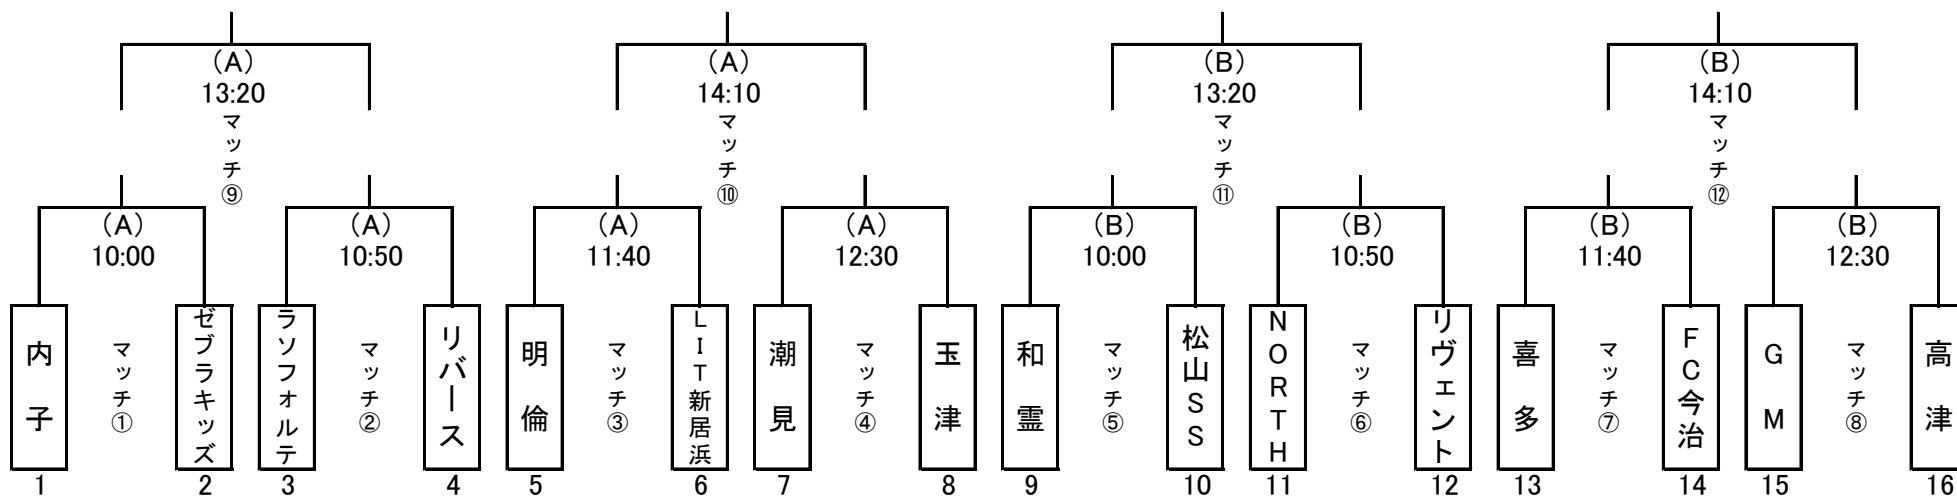 (A) (A) (B) (B)
13:20 14:10 13:20 14:10
マッチ⑨ マッチ⑩ マッチ⑪ マッチ⑫
(A) (A) (A) (A) (B) (B) (B) (B)
10:00 10:50 11:40 12:30 10:00 10:50 11:40 12:30
内子
マッチ①
ゼブラキッズ
ラソフォルテ
マッチ②
リバース
明倫
マッチ③
LIT新居浜
潮見
マッチ④
玉津
和霊
マッチ⑤
松山SS
NORTH
マッチ⑥
リヴェント
喜多
マッチ⑦
FC今治
GM
マッチ⑧
高津
1 2 3 4 5 6 7 8 9 10 11 12 13 14 15 16